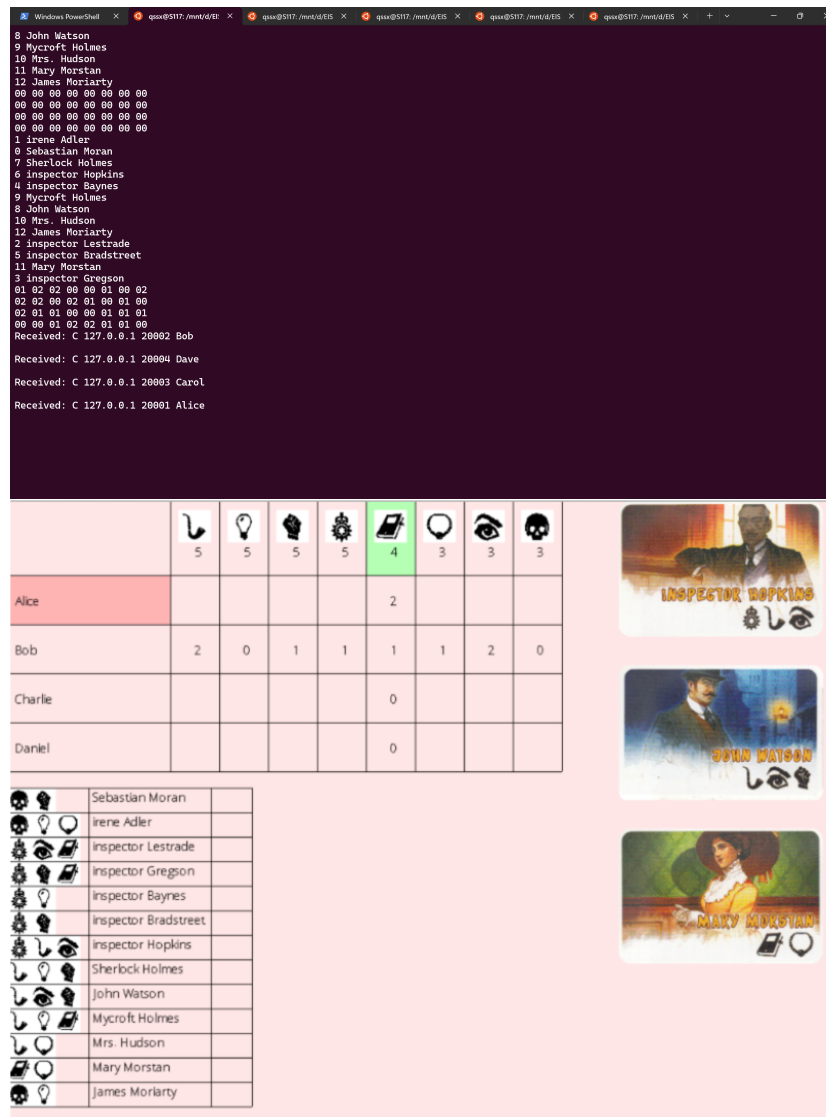 Windows PowerShell × qssx@S117: /mnt/d/EIS × qssx@S117: /mnt/d/EIS × qssx@S117: /mnt/d/EIS × qssx@S117: /mnt/d/EIS × qssx@S117: /mnt/d/EIS ×
8 John Watson
9 Mycroft Holmes
10 Mrs. Hudson
11 Mary Morstan
12 James Moriarty
00 00 00 00 00 00 00 00
00 00 00 00 00 00 00 00
00 00 00 00 00 00 00 00
00 00 00 00 00 00 00 00
1 irene Adler
0 Sebastian Moran
7 Sherlock Holmes
6 inspector Hopkins
4 inspector Baynes
9 Mycroft Holmes
8 John Watson
10 Mrs. Hudson
12 James Moriarty
2 inspector Lestrade
5 inspector Bradstreet
11 Mary Morstan
3 inspector Gregson
01 02 02 00 00 01 00 02
02 02 00 02 01 00 01 00
02 01 01 00 00 01 01 01
00 00 01 02 02 01 01 00
Received: C 127.0.0.1 20002 Bob
Received: C 127.0.0.1 20004 Dave
Received: C 127.0.0.1 20003 Carol
Received: C 127.0.0.1 20001 Alice
5 5 5 5 4 3 3 3
Alice 2
Bob 2 0 1 1 1 1 2 0
Charlie 0
Daniel 0
INSPECTOR HOPKINS
JOHN WATSON
MARY MORSTAN
Sebastian Moran
irene Adler
inspector Lestrade
inspector Gregson
inspector Baynes
inspector Bradstreet
inspector Hopkins
Sherlock Holmes
John Watson
Mycroft Holmes
Mrs. Hudson
Mary Morstan
James Moriarty